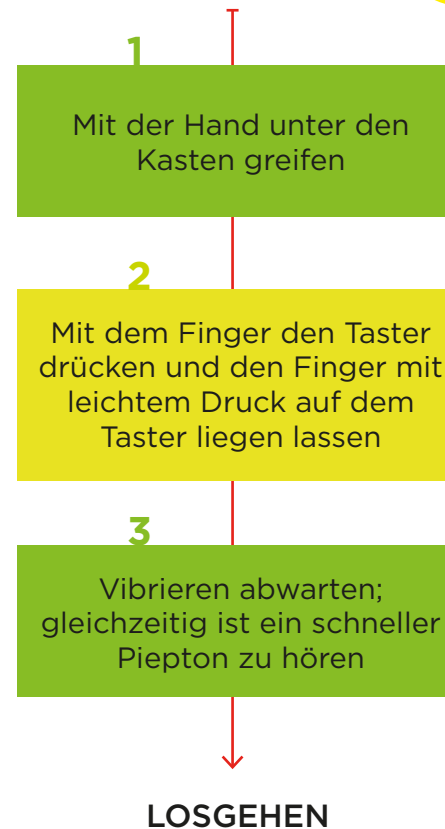 1
Mit der Hand unter den
Kasten greifen
2
Mit dem Finger den Taster
drücken und den Finger mit
leichtem Druck auf dem
Taster liegen lassen
3
Vibrieren abwarten;
gleichzeitig ist ein schneller
Piepton zu hören
LOSGEHEN